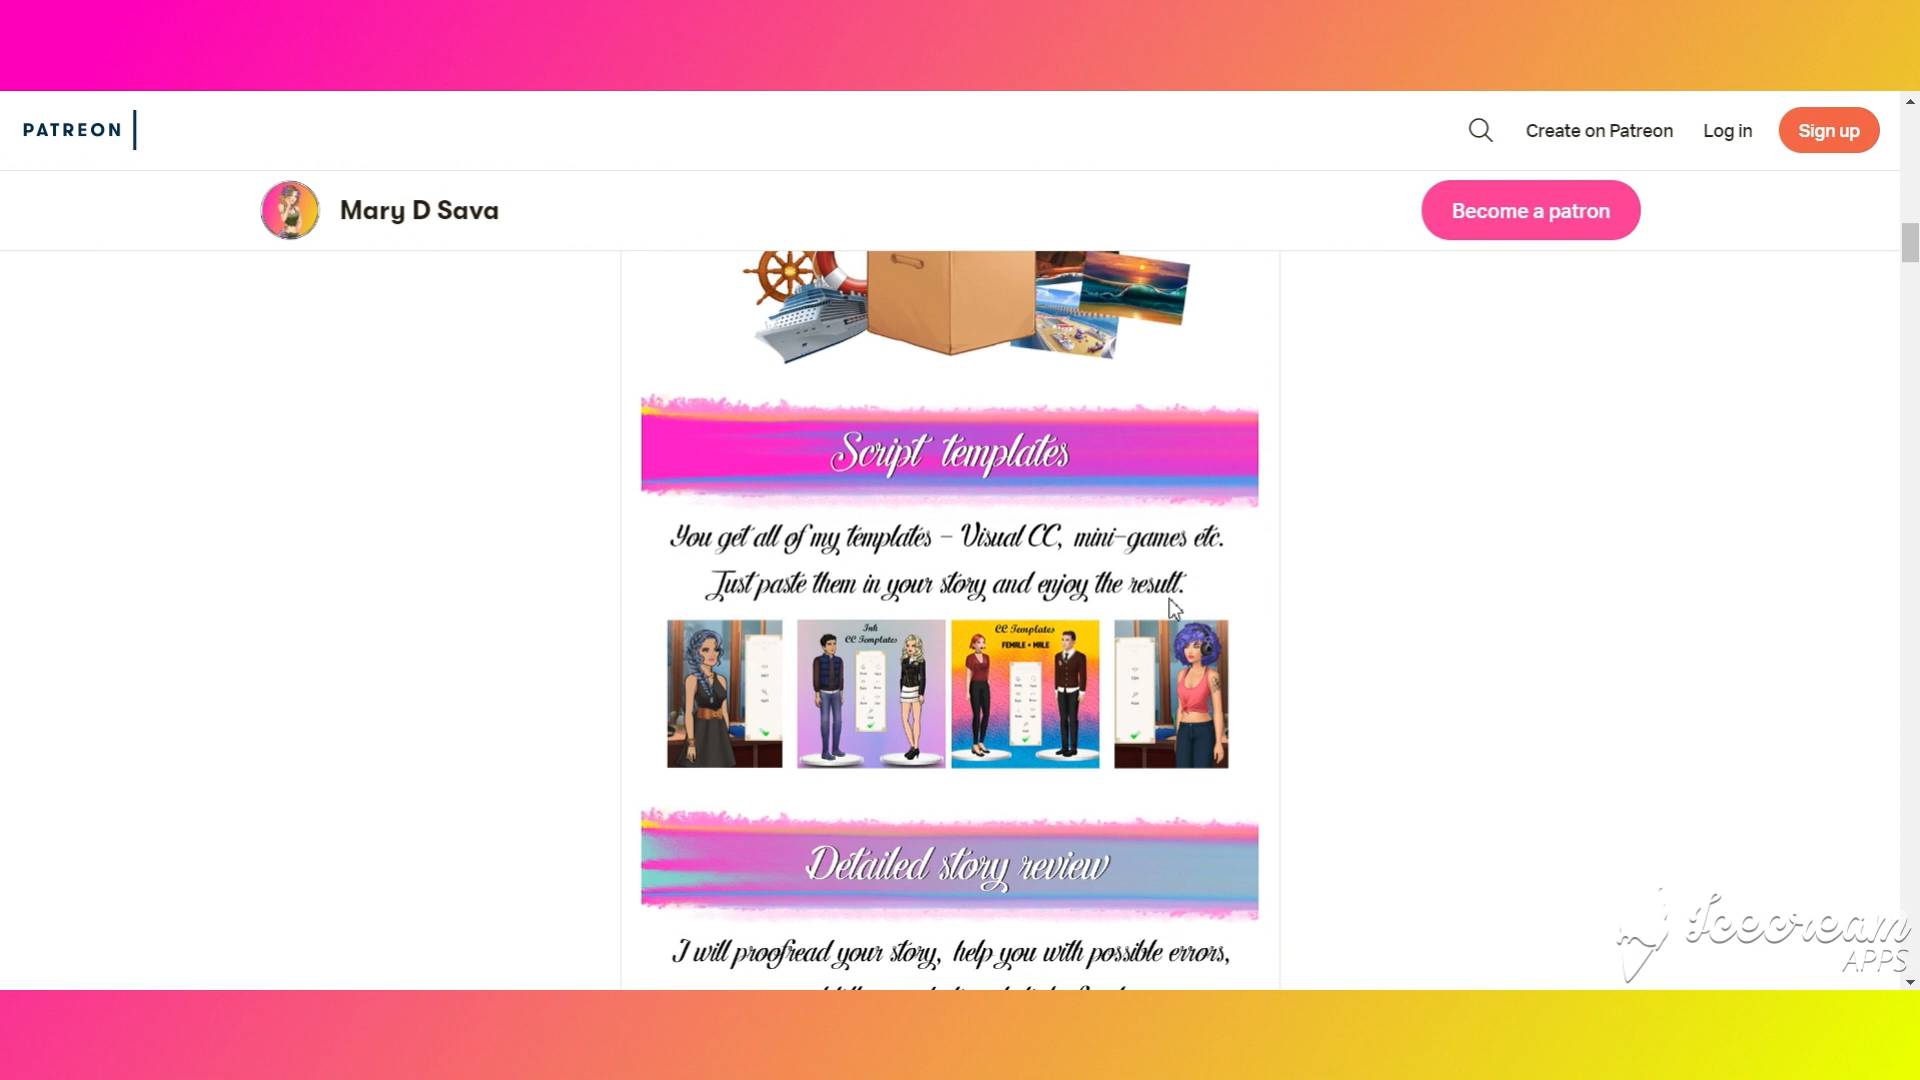 PATREON
Create on Patreon
Log in
Sign up
Mary D Sava
Become a patron
Script templates
You get all of my templates – Visual CC, mini-games etc.
Just paste them in your story and enjoy the result.
Ink
CC Templates
CC Templates
FEMALE + MALE
Detailed story review
I will proofread your story, help you with possible errors,
Icecream
APPS